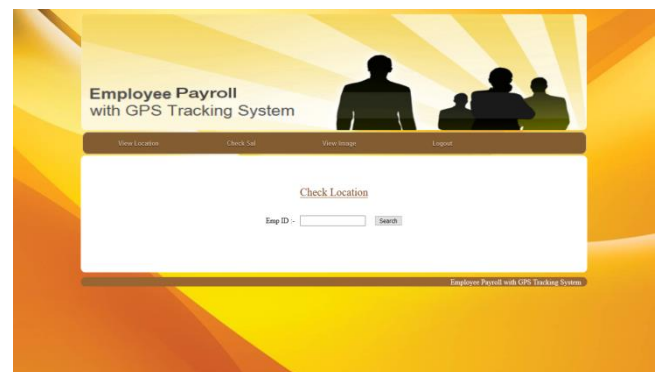 Employee Payroll
with GPS Tracking System
View Location Check Sal View Image Logout
Check Location
Emp ID :- Search
Employee Payroll with GPS Tracking System